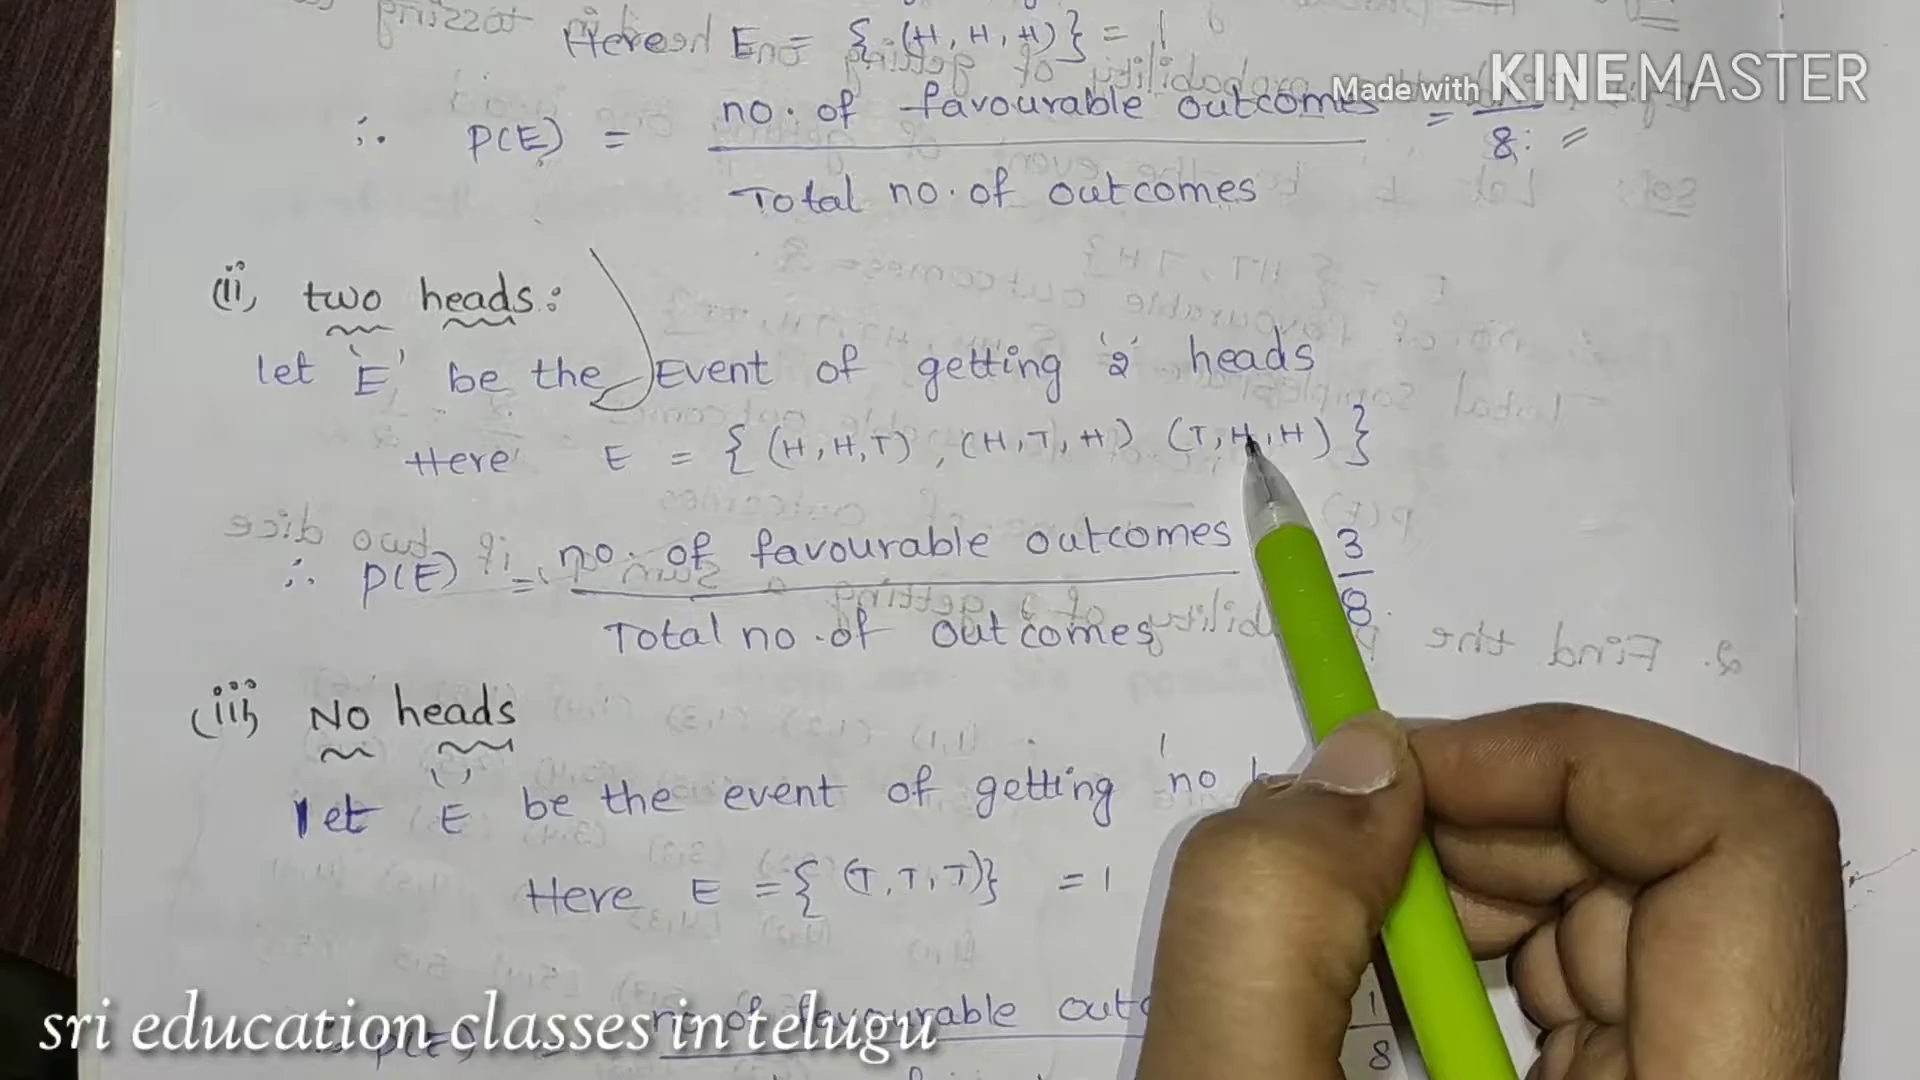 Here E = { (H, H, H)} = 1
Made with KINEMASTER
∴ P(E) = no. of favourable outcomes / Total no. of outcomes = /8. =
(ii) two heads:
let 'E' be the Event of getting '2' heads
Here E = { (H,H,T), (H,T,H) (T,H,H) }
∴ P(E) = no. of favourable outcomes / Total no. of outcomes 3/8.
(iii) No heads
let 'E' be the event of getting 'no
Here E = { (T,T,T)} = 1
no of favourable 1/8
sri education classes in telugu